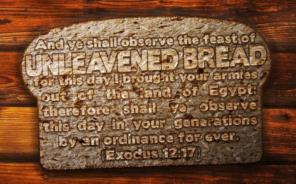 And ye shall observe the feast of
UNLEAVENED BREAD
for this day I brought your armies
out of the land of Egypt:
therefore shall ye observe
this day in your generations
by an ordinance for ever.
(Exodus 12:17)